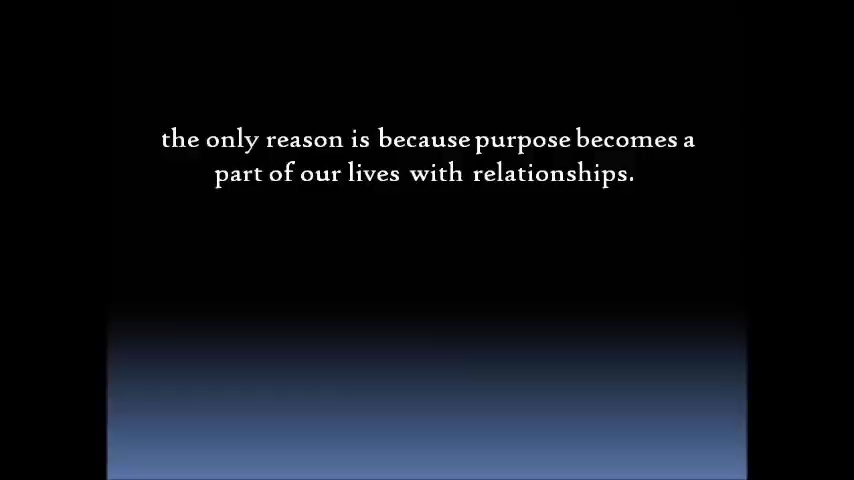 the only reason is because purpose becomes a
part of our lives with relationships.